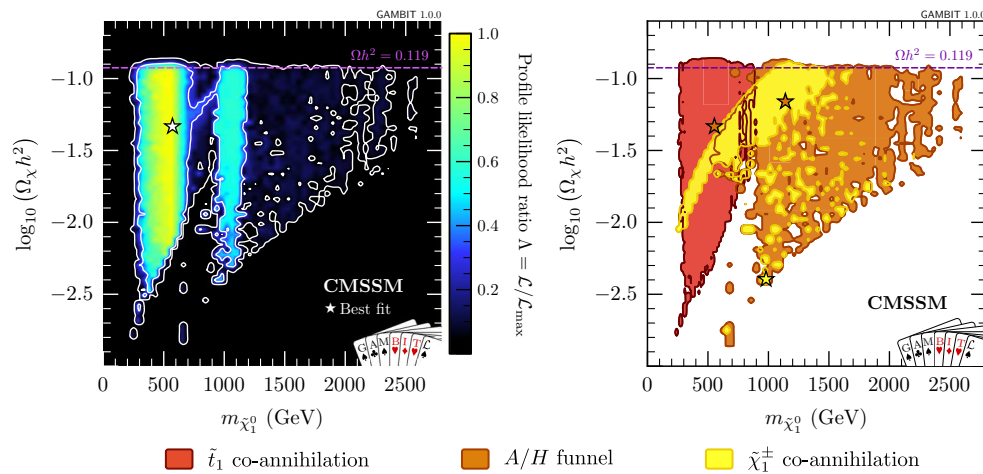 GAMBIT 1.0.0
Ωh² = 0.119
log₁₀ (Ωχh²)
−1.0
−1.5
−2.0
−2.5
CMSSM
★ Best fit
G A M B I T L
0 500 1000 1500 2000 2500
m_χ̃₁⁰ (GeV)
1.0
0.8
0.6
0.4
0.2
Profile likelihood ratio Λ = ℒ/ℒmax
GAMBIT 1.0.0
Ωh² = 0.119
log₁₀ (Ωχh²)
−1.0
−1.5
−2.0
−2.5
CMSSM
G A M B I T L
0 500 1000 1500 2000 2500
m_χ̃₁⁰ (GeV)
t̃₁ co-annihilation
A/H funnel
χ̃₁± co-annihilation